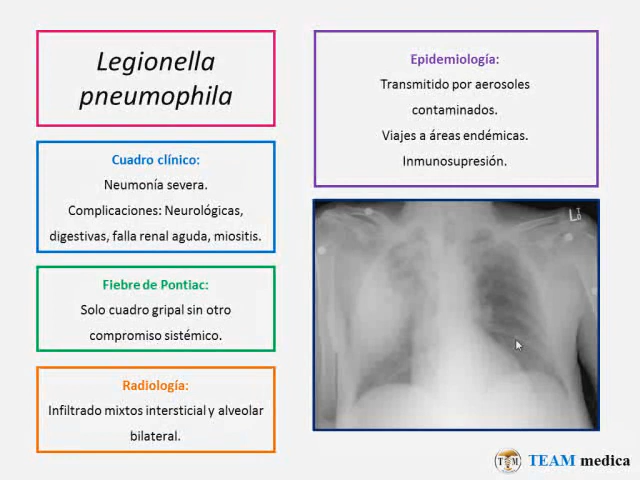 Legionella
pneumophila
Cuadro clínico:
Neumonía severa.
Complicaciones: Neurológicas,
digestivas, falla renal aguda, miositis.
Fiebre de Pontiac:
Solo cuadro gripal sin otro
compromiso sistémico.
Radiología:
Infiltrado mixtos intersticial y alveolar
bilateral.
Epidemiología:
Transmitido por aerosoles
contaminados.
Viajes a áreas endémicas.
Inmunosupresión.
TEAM medica